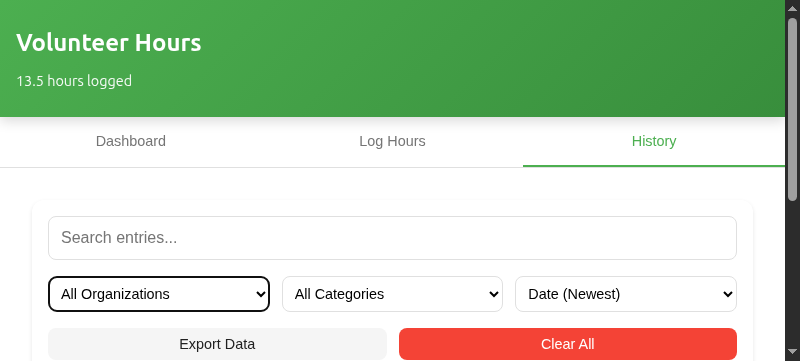 Volunteer Hours
13.5 hours logged
Dashboard
Log Hours
History
Search entries...
All Organizations
All Categories
Date (Newest)
Export Data
Clear All